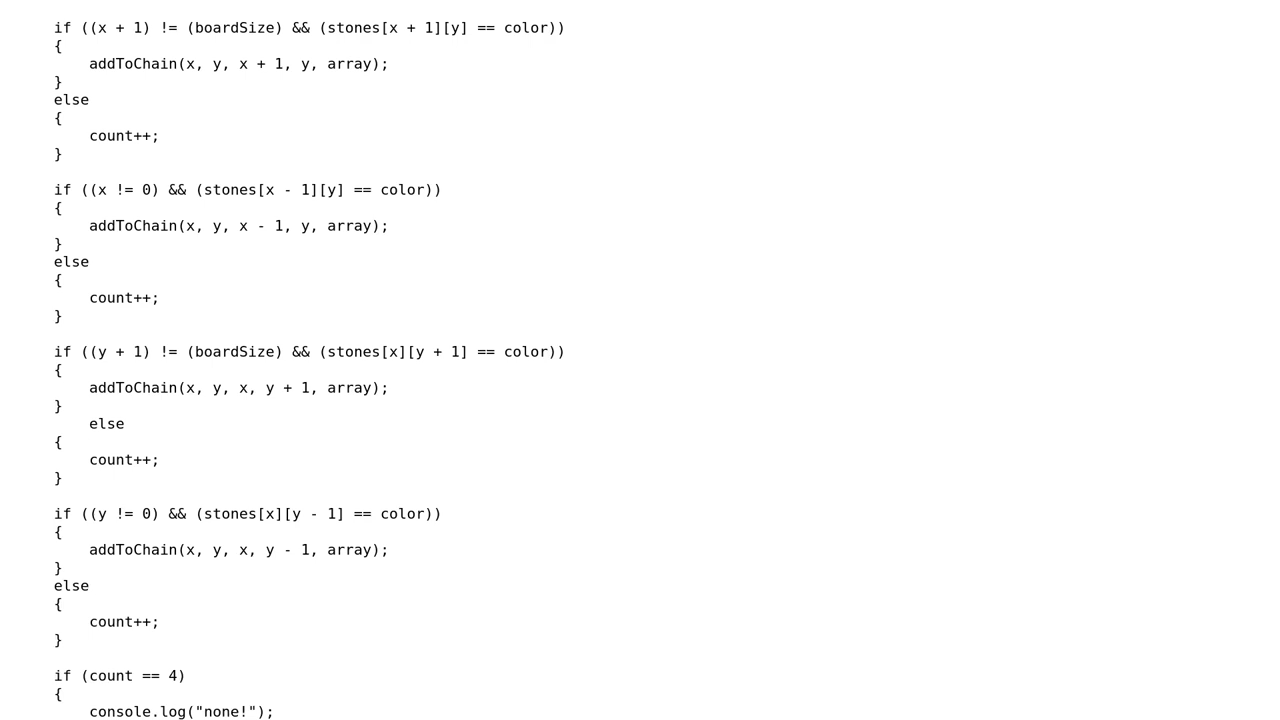 if ((x + 1) != (boardSize) && (stones[x + 1][y] == color))
{
    addToChain(x, y, x + 1, y, array);
}
else
{
    count++;
}

if ((x != 0) && (stones[x - 1][y] == color))
{
    addToChain(x, y, x - 1, y, array);
}
else
{
    count++;
}

if ((y + 1) != (boardSize) && (stones[x][y + 1] == color))
{
    addToChain(x, y, x, y + 1, array);
}
    else
{
    count++;
}

if ((y != 0) && (stones[x][y - 1] == color))
{
    addToChain(x, y, x, y - 1, array);
}
else
{
    count++;
}

if (count == 4)
{
    console.log("none!");